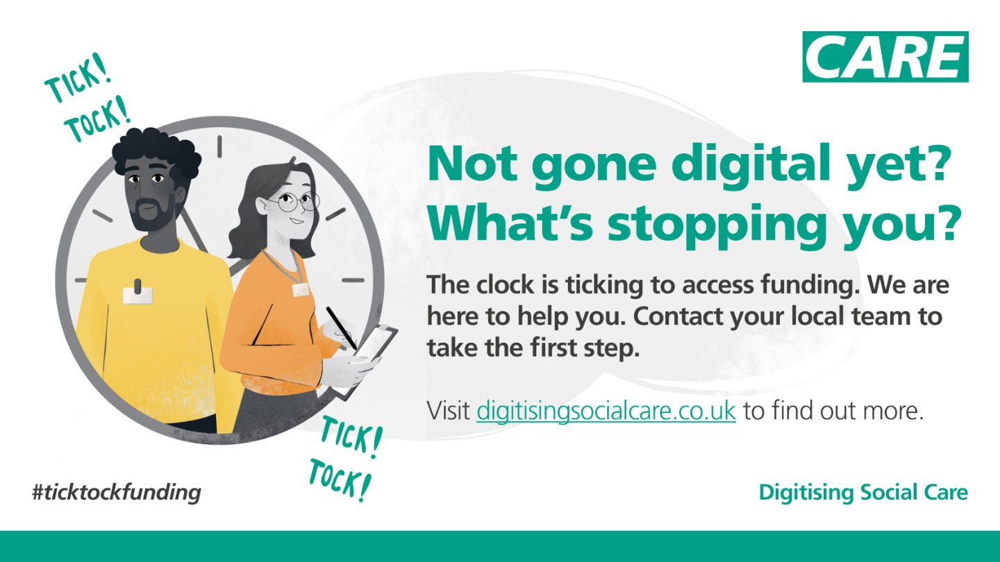 TICK!
TOCK!
CARE
Not gone digital yet?
What's stopping you?
The clock is ticking to access funding. We are
here to help you. Contact your local team to
take the first step.
Visit digitisingsocialcare.co.uk to find out more.
TICK!
TOCK!
#ticktockfunding
Digitising Social Care